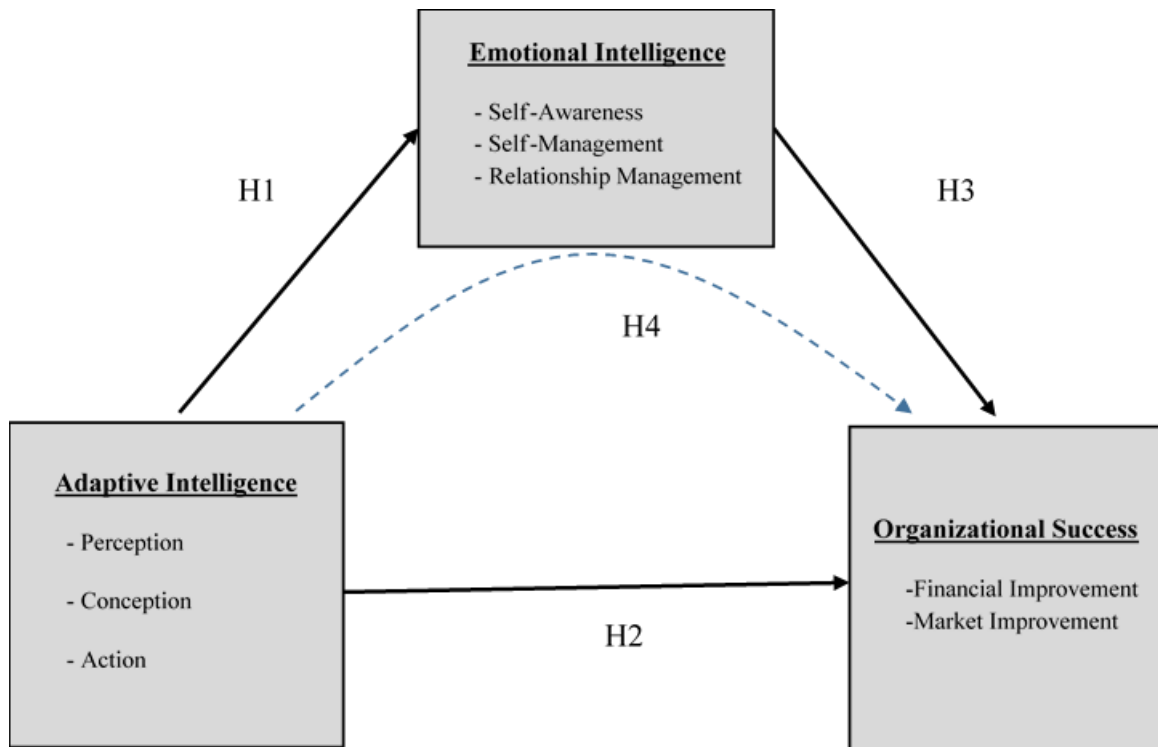 Emotional Intelligence
- Self-Awareness
- Self-Management
- Relationship Management
H1
H3
H4
Adaptive Intelligence
- Perception
- Conception
- Action
Organizational Success
-Financial Improvement
-Market Improvement
H2